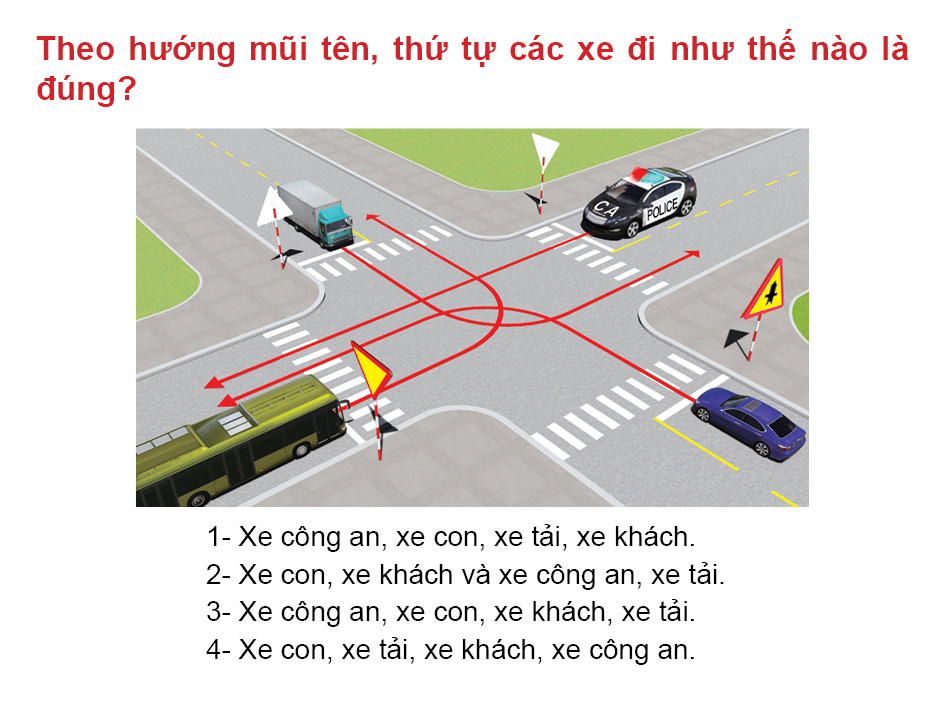 Theo hướng mũi tên, thứ tự các xe đi như thế nào là
đúng?
CA
POLICE
1- Xe công an, xe con, xe tải, xe khách.
2- Xe con, xe khách và xe công an, xe tải.
3- Xe công an, xe con, xe khách, xe tải.
4- Xe con, xe tải, xe khách, xe công an.